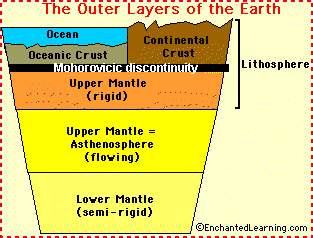 The Outer Layers of the Earth
Ocean
Oceanic Crust
Continental
Crust
Mohorovicic discontinuity
Lithosphere
Upper Mantle
(rigid)
Upper Mantle =
Asthenosphere
(flowing)
Lower Mantle
(semi-rigid)
©EnchantedLearning.com